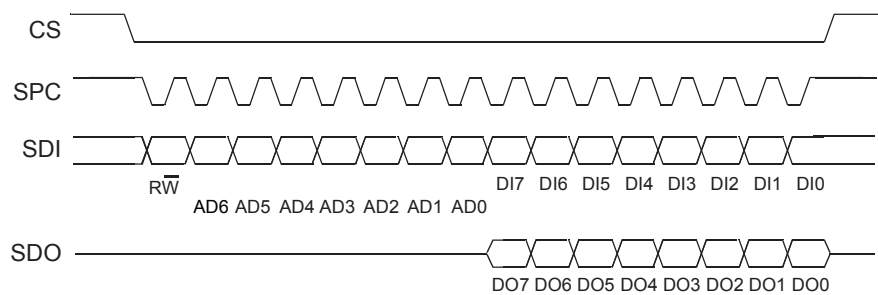 CS
SPC
SDI
RW̅
DI7 DI6 DI5 DI4 DI3 DI2 DI1 DI0
AD6 AD5 AD4 AD3 AD2 AD1 AD0
SDO
DO7 DO6 DO5 DO4 DO3 DO2 DO1 DO0